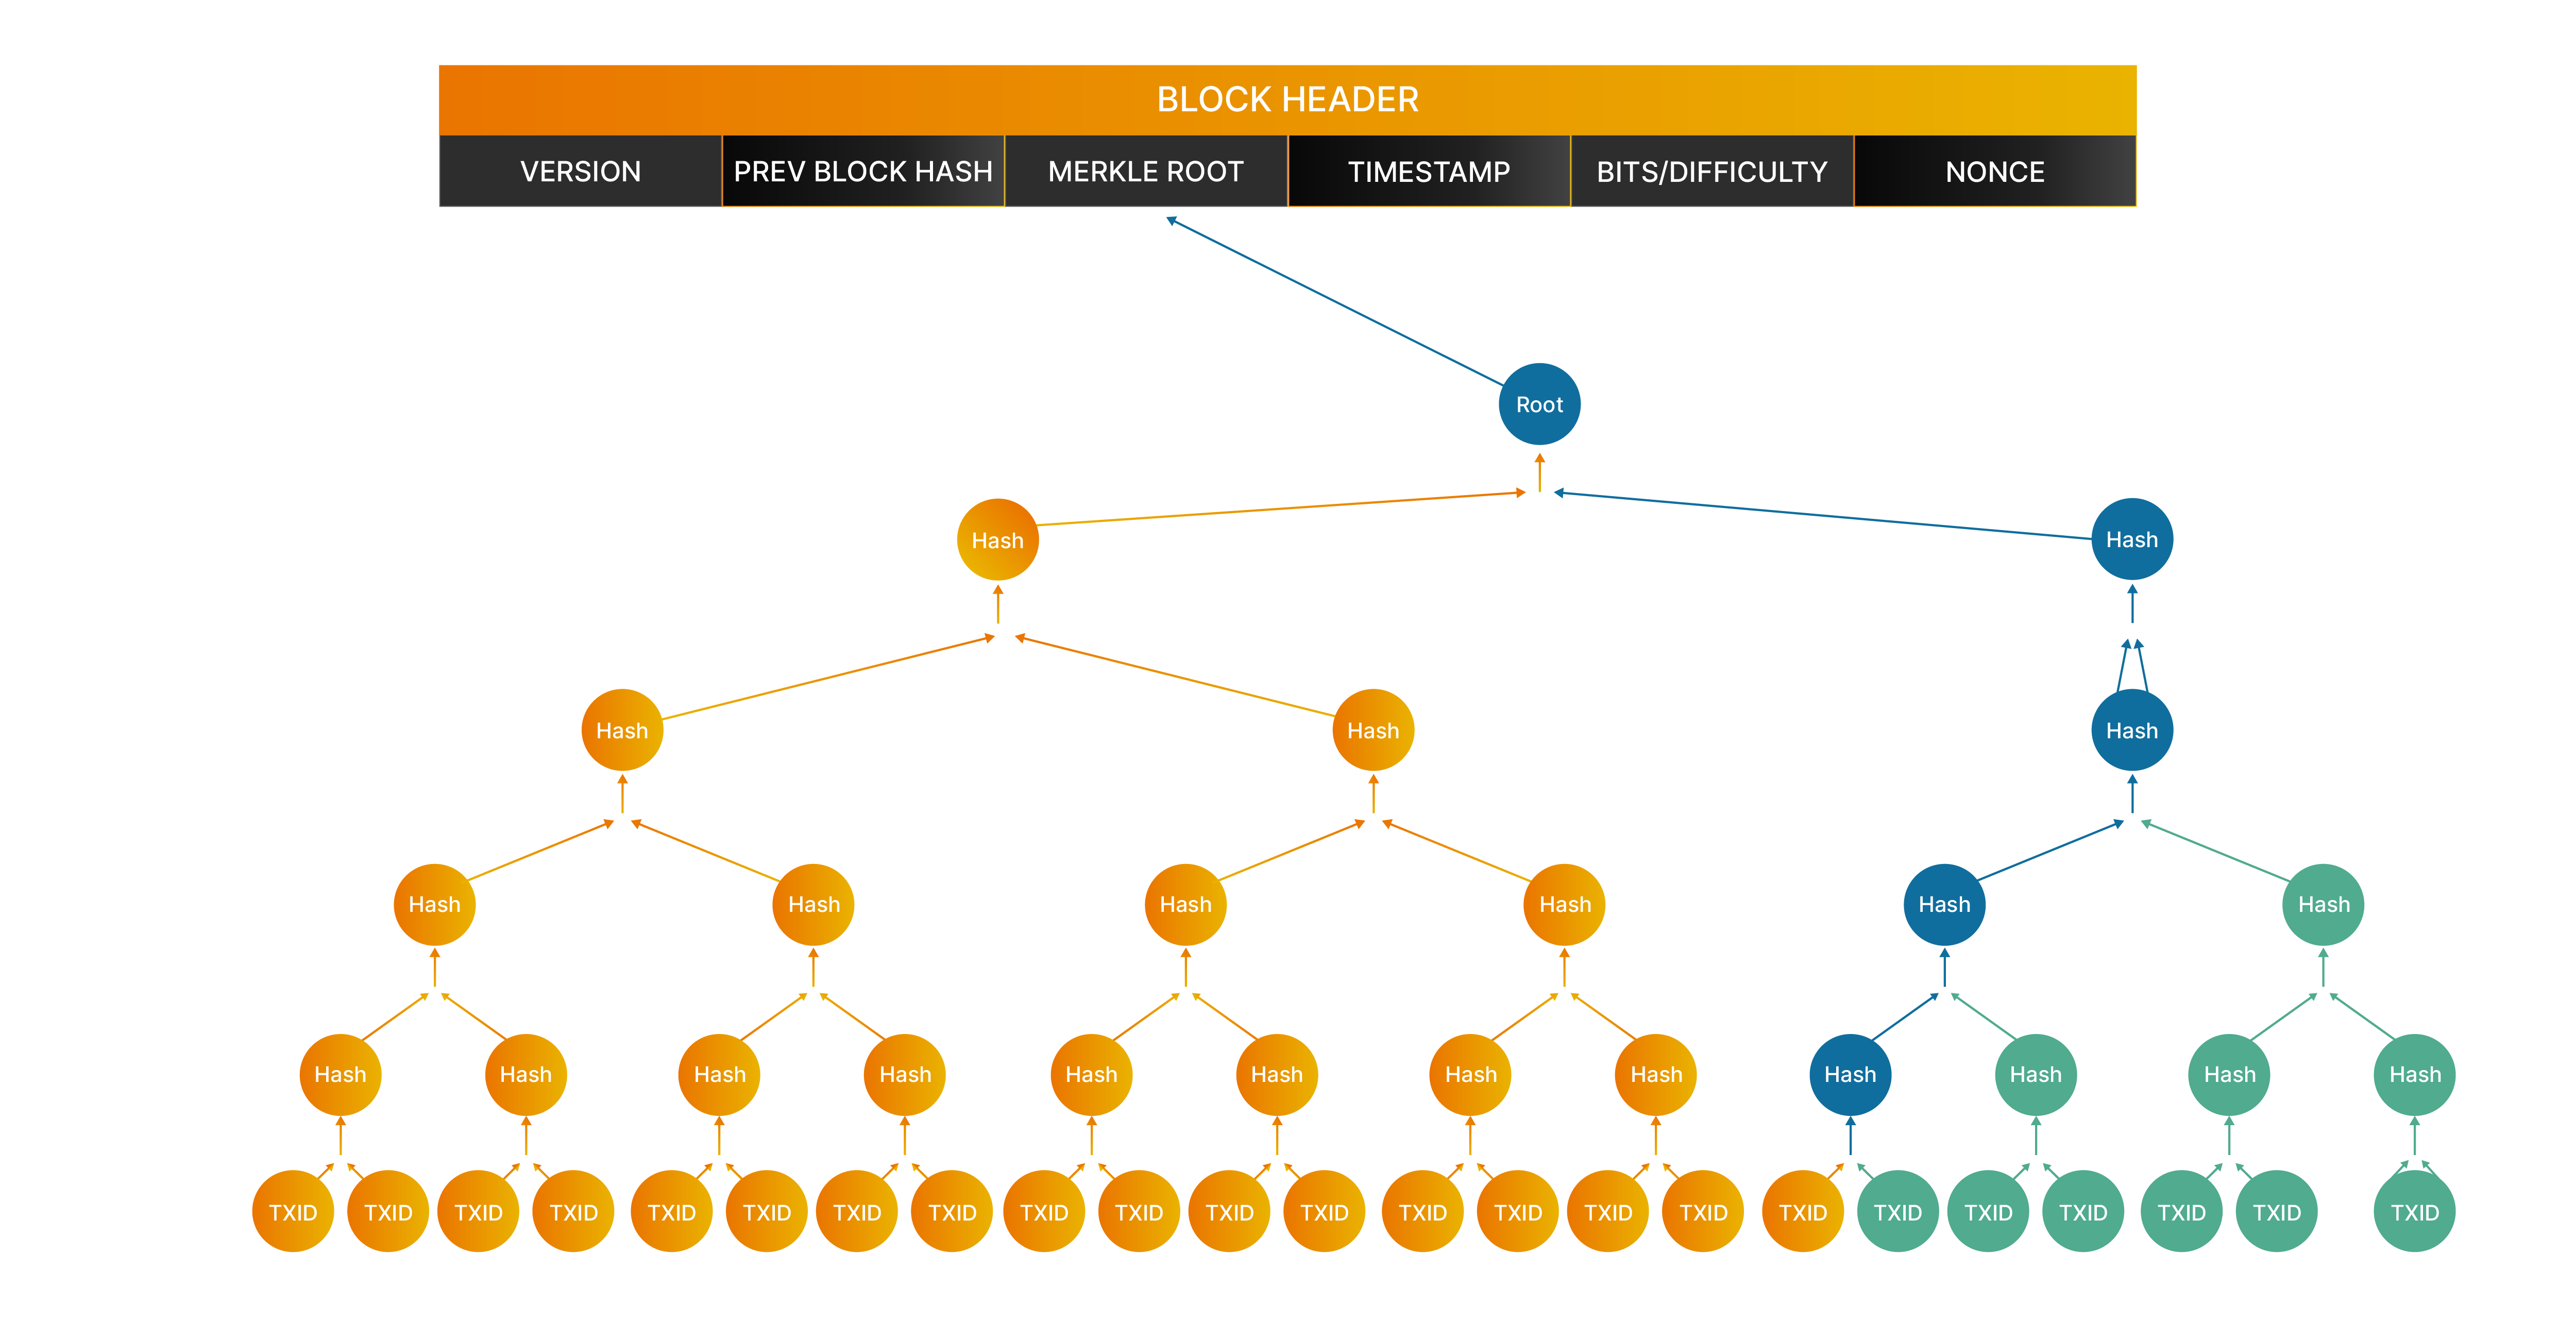 BLOCK HEADER
VERSION PREV BLOCK HASH MERKLE ROOT TIMESTAMP BITS/DIFFICULTY NONCE
Root
Hash Hash
Hash Hash Hash
Hash Hash Hash Hash Hash Hash
Hash Hash Hash Hash Hash Hash Hash Hash Hash Hash Hash Hash
TXID TXID TXID TXID TXID TXID TXID TXID TXID TXID TXID TXID TXID TXID TXID TXID TXID TXID TXID TXID TXID TXID TXID